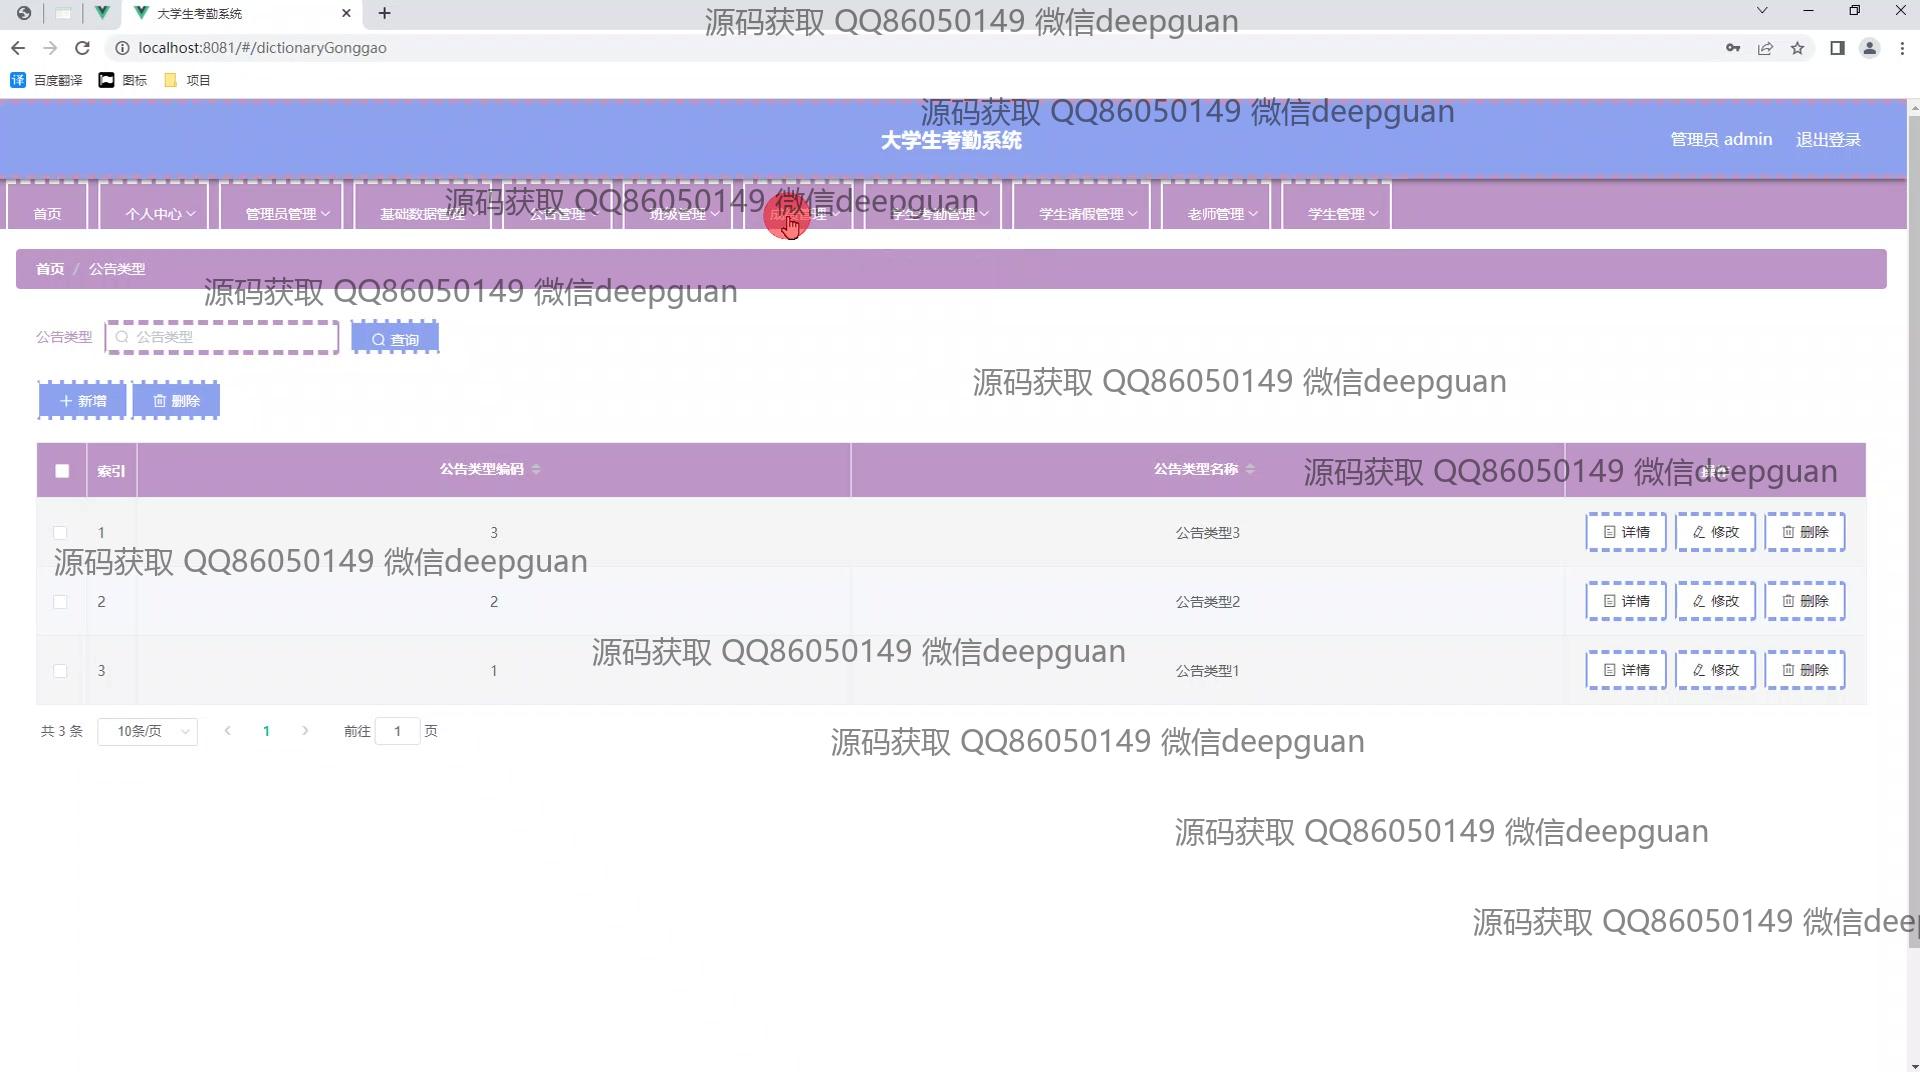 大学生考勤系统
localhost:8081/#/dictionaryGonggao
百度翻译 图标 项目
源码获取 QQ86050149 微信deepguan
源码获取 QQ86050149 微信deepguan
大学生考勤系统
管理员 admin 退出登录
源码获取 QQ86050149 微信deepguan
首页 个人中心 管理员管理 基础数据管理 公告管理 班级管理 学生考勤管理 学生请假管理 老师管理 学生管理
首页 / 公告类型
源码获取 QQ86050149 微信deepguan
公告类型 公告类型 查询
源码获取 QQ86050149 微信deepguan
新增 删除
索引 公告类型编码 公告类型名称
源码获取 QQ86050149 微信deepguan
1 3 公告类型3 详情 修改 删除
源码获取 QQ86050149 微信deepguan
2 2 公告类型2 详情 修改 删除
源码获取 QQ86050149 微信deepguan
3 1 公告类型1 详情 修改 删除
共 3 条 10条/页 1 前往 1 页
源码获取 QQ86050149 微信deepguan
源码获取 QQ86050149 微信deepguan
源码获取 QQ86050149 微信deep